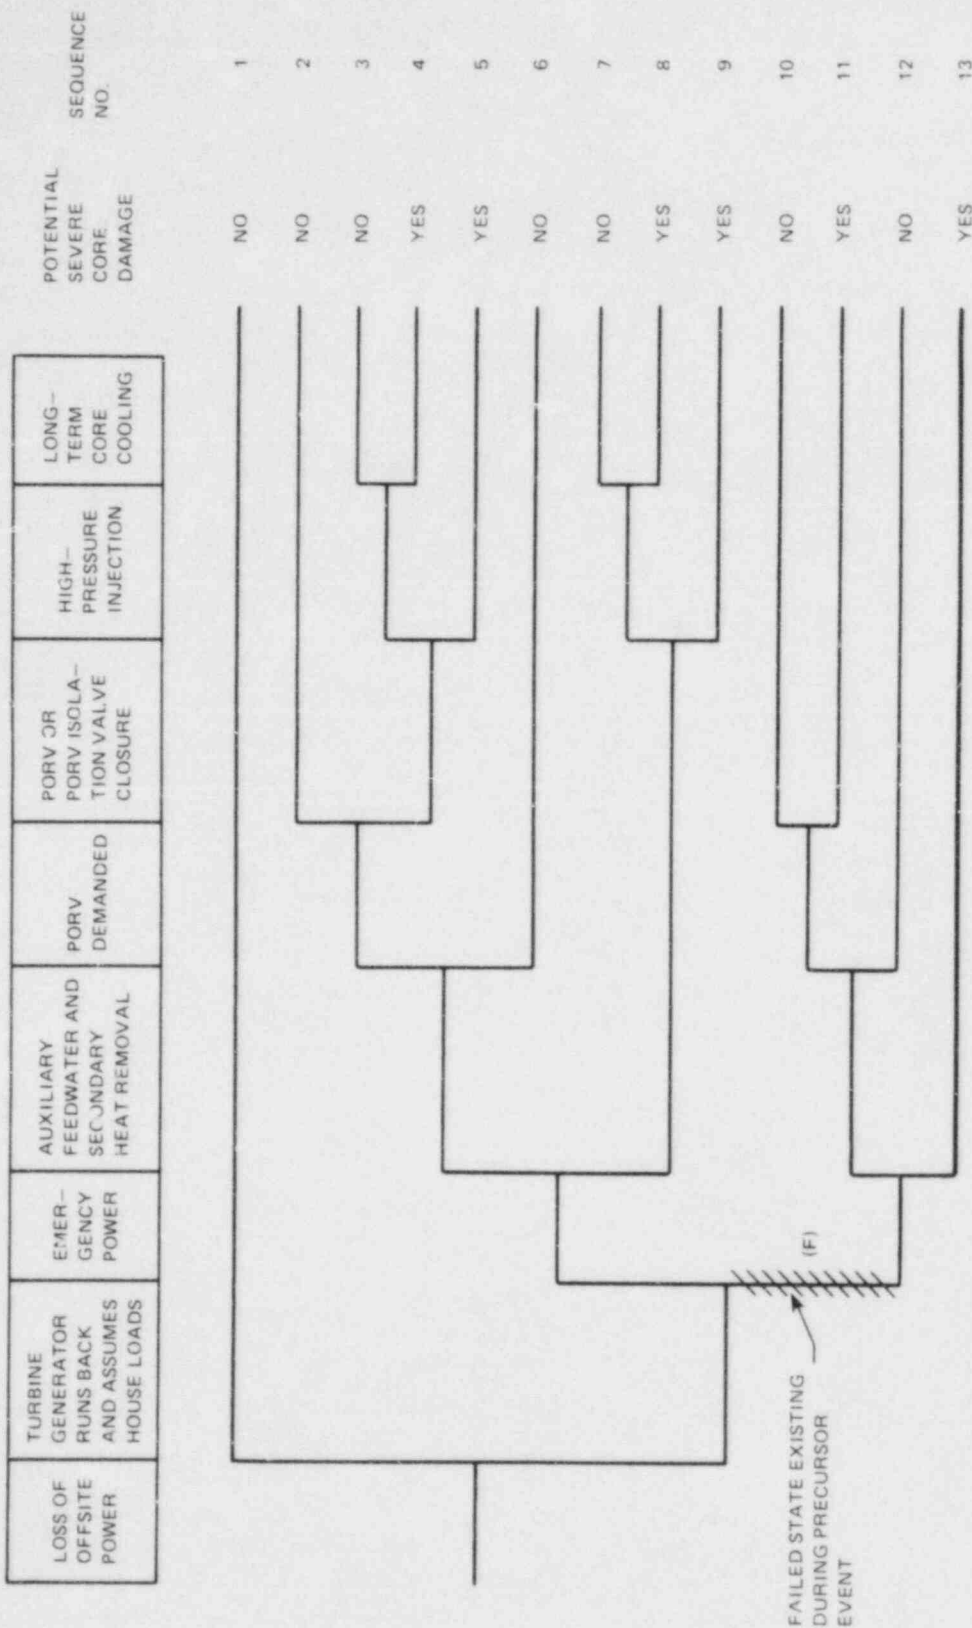 LOSS OF
OFFSITE
POWER
TURBINE
GENERATOR
RUNS BACK
AND ASSUMES
HOUSE LOADS
EMER–
GENCY
POWER
AUXILIARY
FEEDWATER AND
SECONDARY
HEAT REMOVAL
PORV
DEMANDED
PORV OR
PORV ISOLA–
TION VALVE
CLOSURE
HIGH–
PRESSURE
INJECTION
LONG–
TERM
CORE
COOLING
POTENTIAL
SEVERE
CORE
DAMAGE
SEQUENCE
NO.
NO 1
NO 2
NO 3
YES 4
YES 5
NO 6
NO 7
YES 8
YES 9
NO 10
YES 11
NO 12
YES 13
(F)
FAILED STATE EXISTING
DURING PRECURSOR
EVENT